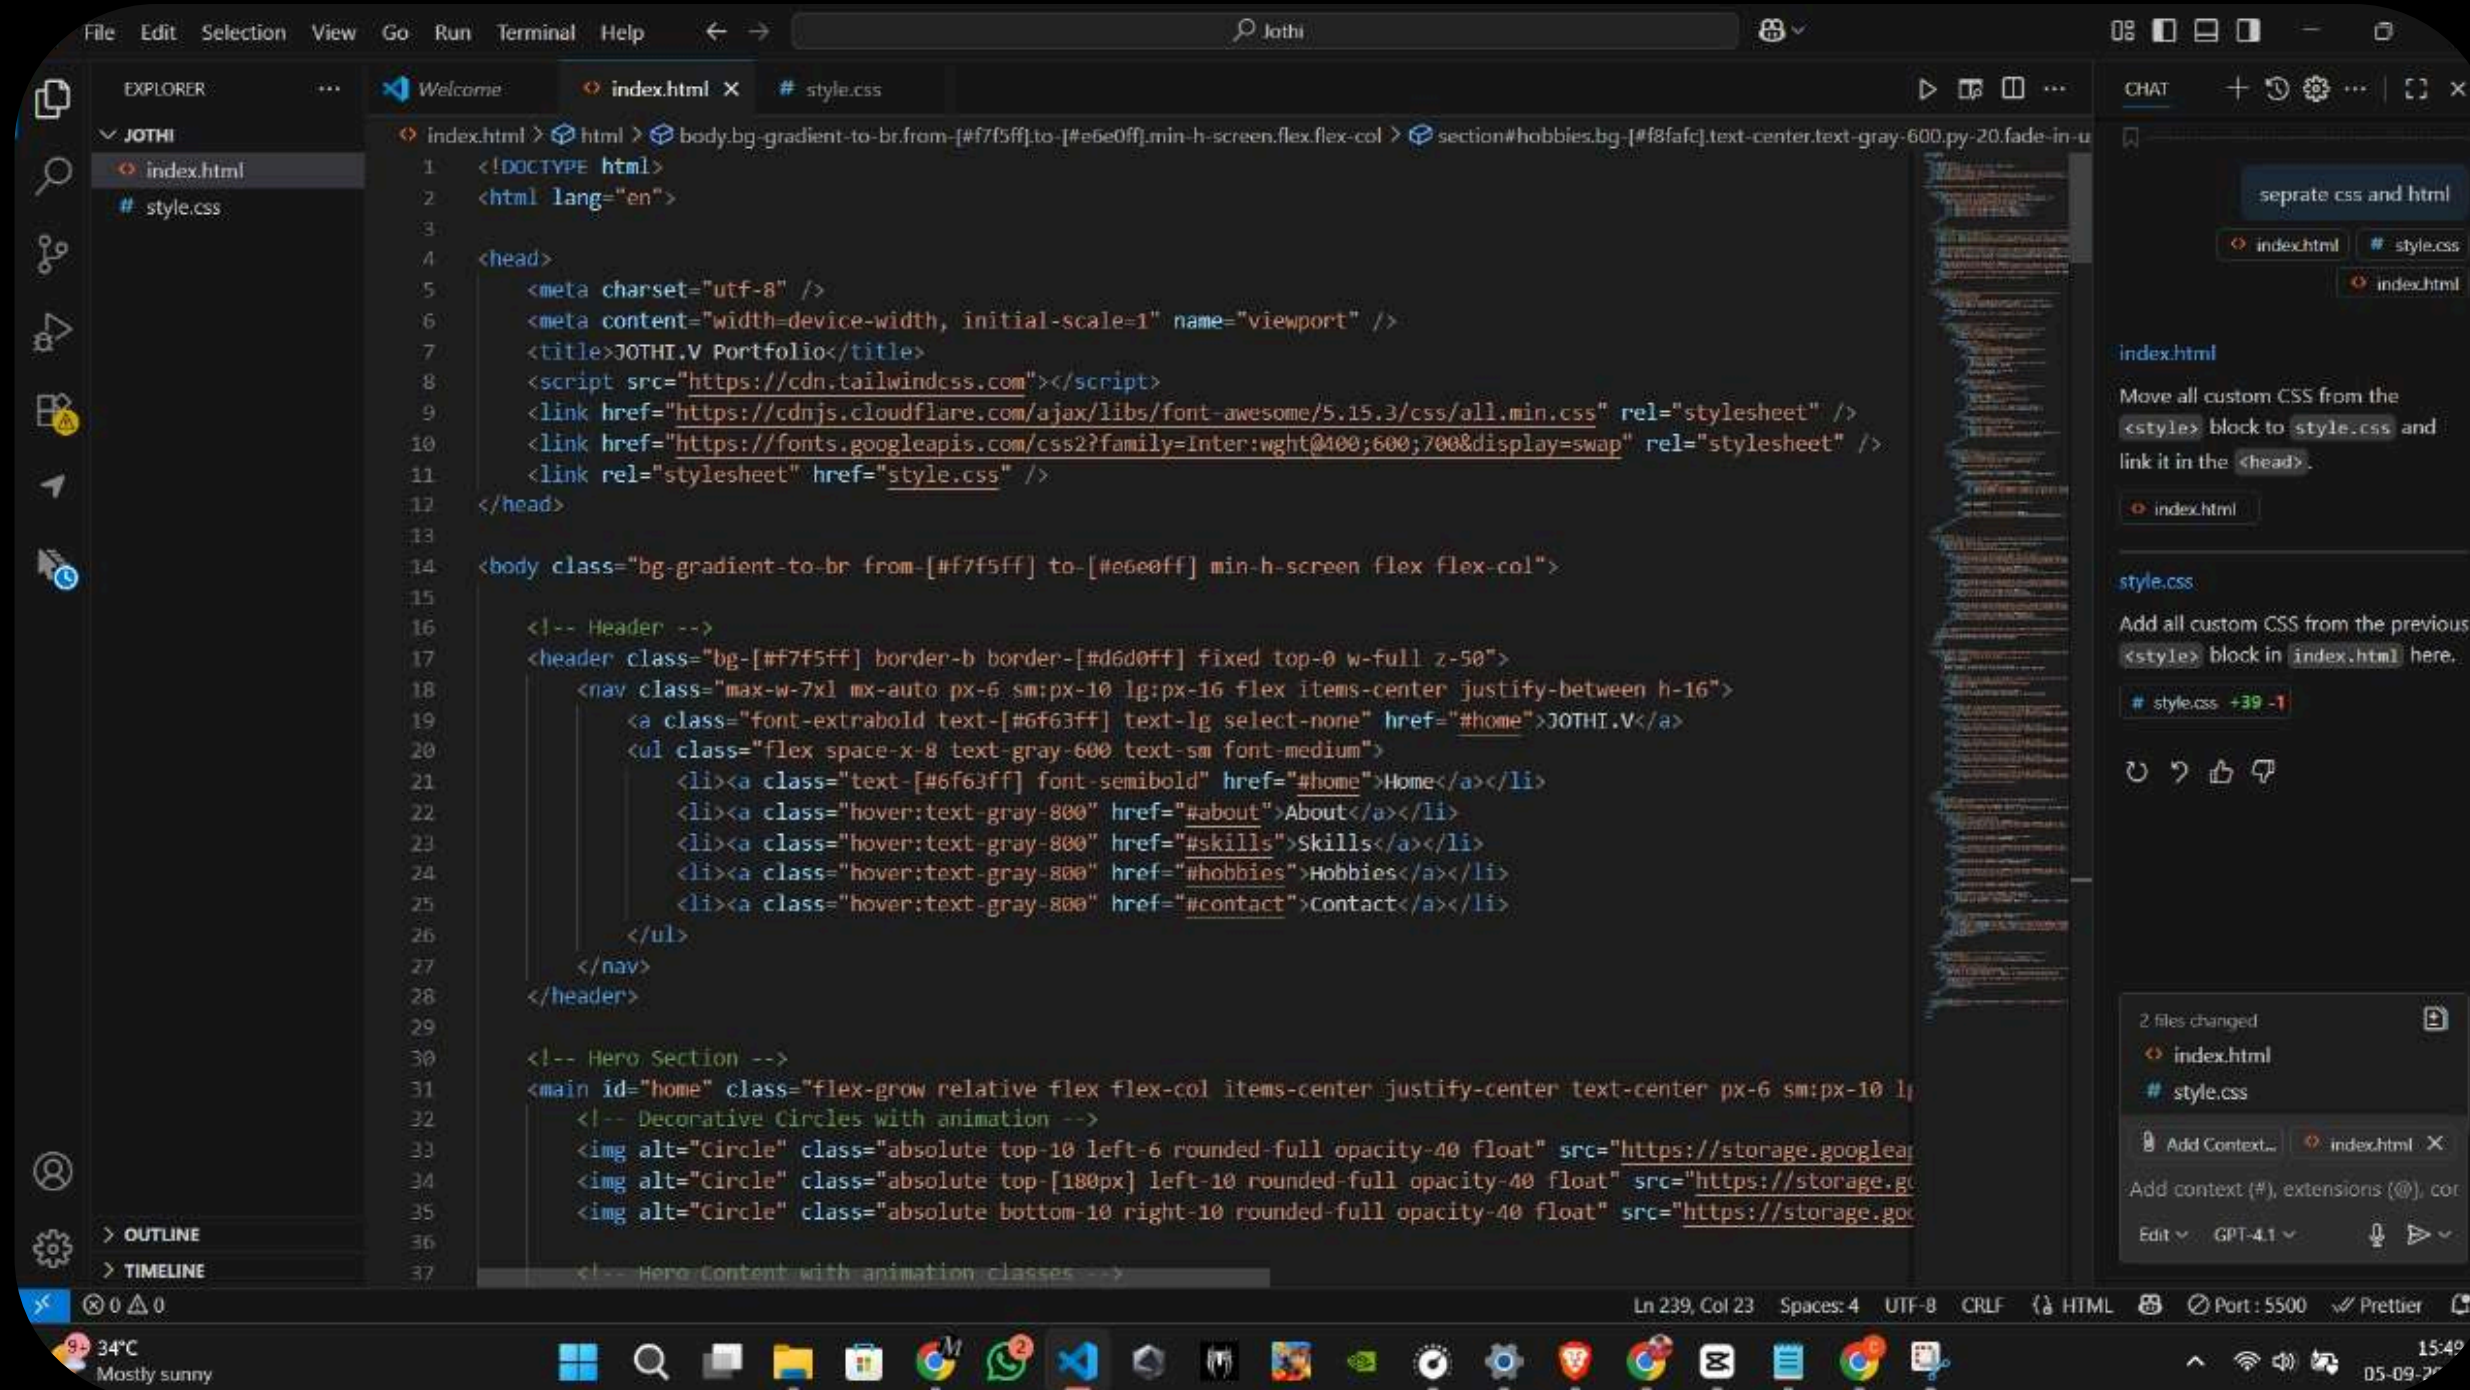 File Edit Selection View Go Run Terminal Help
Jothi
EXPLORER
JOTHI
index.html
style.css
OUTLINE
TIMELINE
Welcome
index.html
style.css
index.html > html > body.bg-gradient-to-br.from-[#f7f5ff].to-[#e6e0ff].min-h-screen.flex.flex-col > section#hobbies.bg-[#f8fafc].text-center.text-gray-600.py-20.fade-in-u
1 <!DOCTYPE html>
2 <html lang="en">
3
4 <head>
5 <meta charset="utf-8" />
6 <meta content="width=device-width, initial-scale=1" name="viewport" />
7 <title>JOTHI.V Portfolio</title>
8 <script src="https://cdn.tailwindcss.com"></script>
9 <link href="https://cdnjs.cloudflare.com/ajax/libs/font-awesome/5.15.3/css/all.min.css" rel="stylesheet" />
10 <link href="https://fonts.googleapis.com/css2?family=Inter:wght@400;600;700&display=swap" rel="stylesheet" />
11 <link rel="stylesheet" href="style.css" />
12 </head>
13
14 <body class="bg-gradient-to-br from-[#f7f5ff] to-[#e6e0ff] min-h-screen flex flex-col">
15
16 <!-- Header -->
17 <header class="bg-[#f7f5ff] border-b border-[#d6d0ff] fixed top-0 w-full z-50">
18 <nav class="max-w-7xl mx-auto px-6 sm:px-10 lg:px-16 flex items-center justify-between h-16">
19 <a class="font-extrabold text-[#6f63ff] text-lg select-none" href="#home">JOTHI.V</a>
20 <ul class="flex space-x-8 text-gray-600 text-sm font-medium">
21 <li><a class="text-[#6f63ff] font-semibold" href="#home">Home</a></li>
22 <li><a class="hover:text-gray-800" href="#about">About</a></li>
23 <li><a class="hover:text-gray-800" href="#skills">Skills</a></li>
24 <li><a class="hover:text-gray-800" href="#hobbies">Hobbies</a></li>
25 <li><a class="hover:text-gray-800" href="#contact">Contact</a></li>
26 </ul>
27 </nav>
28 </header>
29
30 <!-- Hero Section -->
31 <main id="home" class="flex-grow relative flex flex-col items-center justify-center text-center px-6 sm:px-10 lg
32 <!-- Decorative Circles with animation -->
33 <img alt="Circle" class="absolute top-10 left-6 rounded-full opacity-40 float" src="https://storage.googleap
34 <img alt="Circle" class="absolute top-[180px] left-10 rounded-full opacity-40 float" src="https://storage.go
35 <img alt="Circle" class="absolute bottom-10 right-10 rounded-full opacity-40 float" src="https://storage.goo
36
37 <!-- Hero Content with animation classes -->
CHAT
seprate css and html
index.html style.css
index.html
index.html
Move all custom CSS from the
<style> block to style.css and
link it in the <head>.
index.html
style.css
Add all custom CSS from the previous
<style> block in index.html here.
style.css +39 -1
2 files changed
index.html
style.css
Add Context... index.html
Add context (#), extensions (@), cor
Edit GPT-4.1
0 0
Ln 239, Col 23 Spaces: 4 UTF-8 CRLF HTML Port : 5500 Prettier
9+
34°C
Mostly sunny
2
15:49
05-09-2